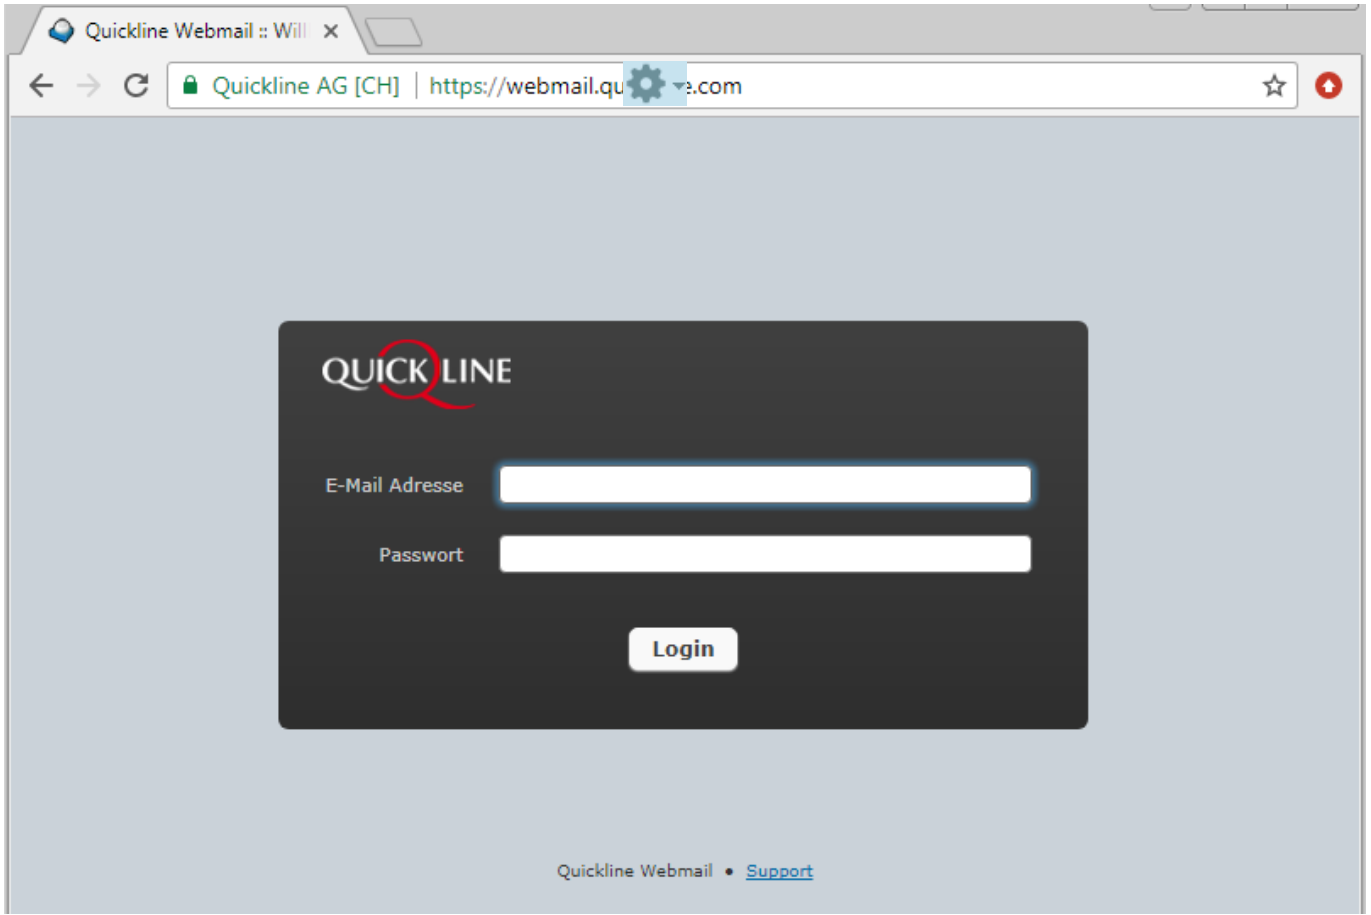 Quickline Webmail :: Will
Quickline AG [CH] | https://webmail.qu e.com
QUICKLINE
E-Mail Adresse
Passwort
Login
Quickline Webmail • Support